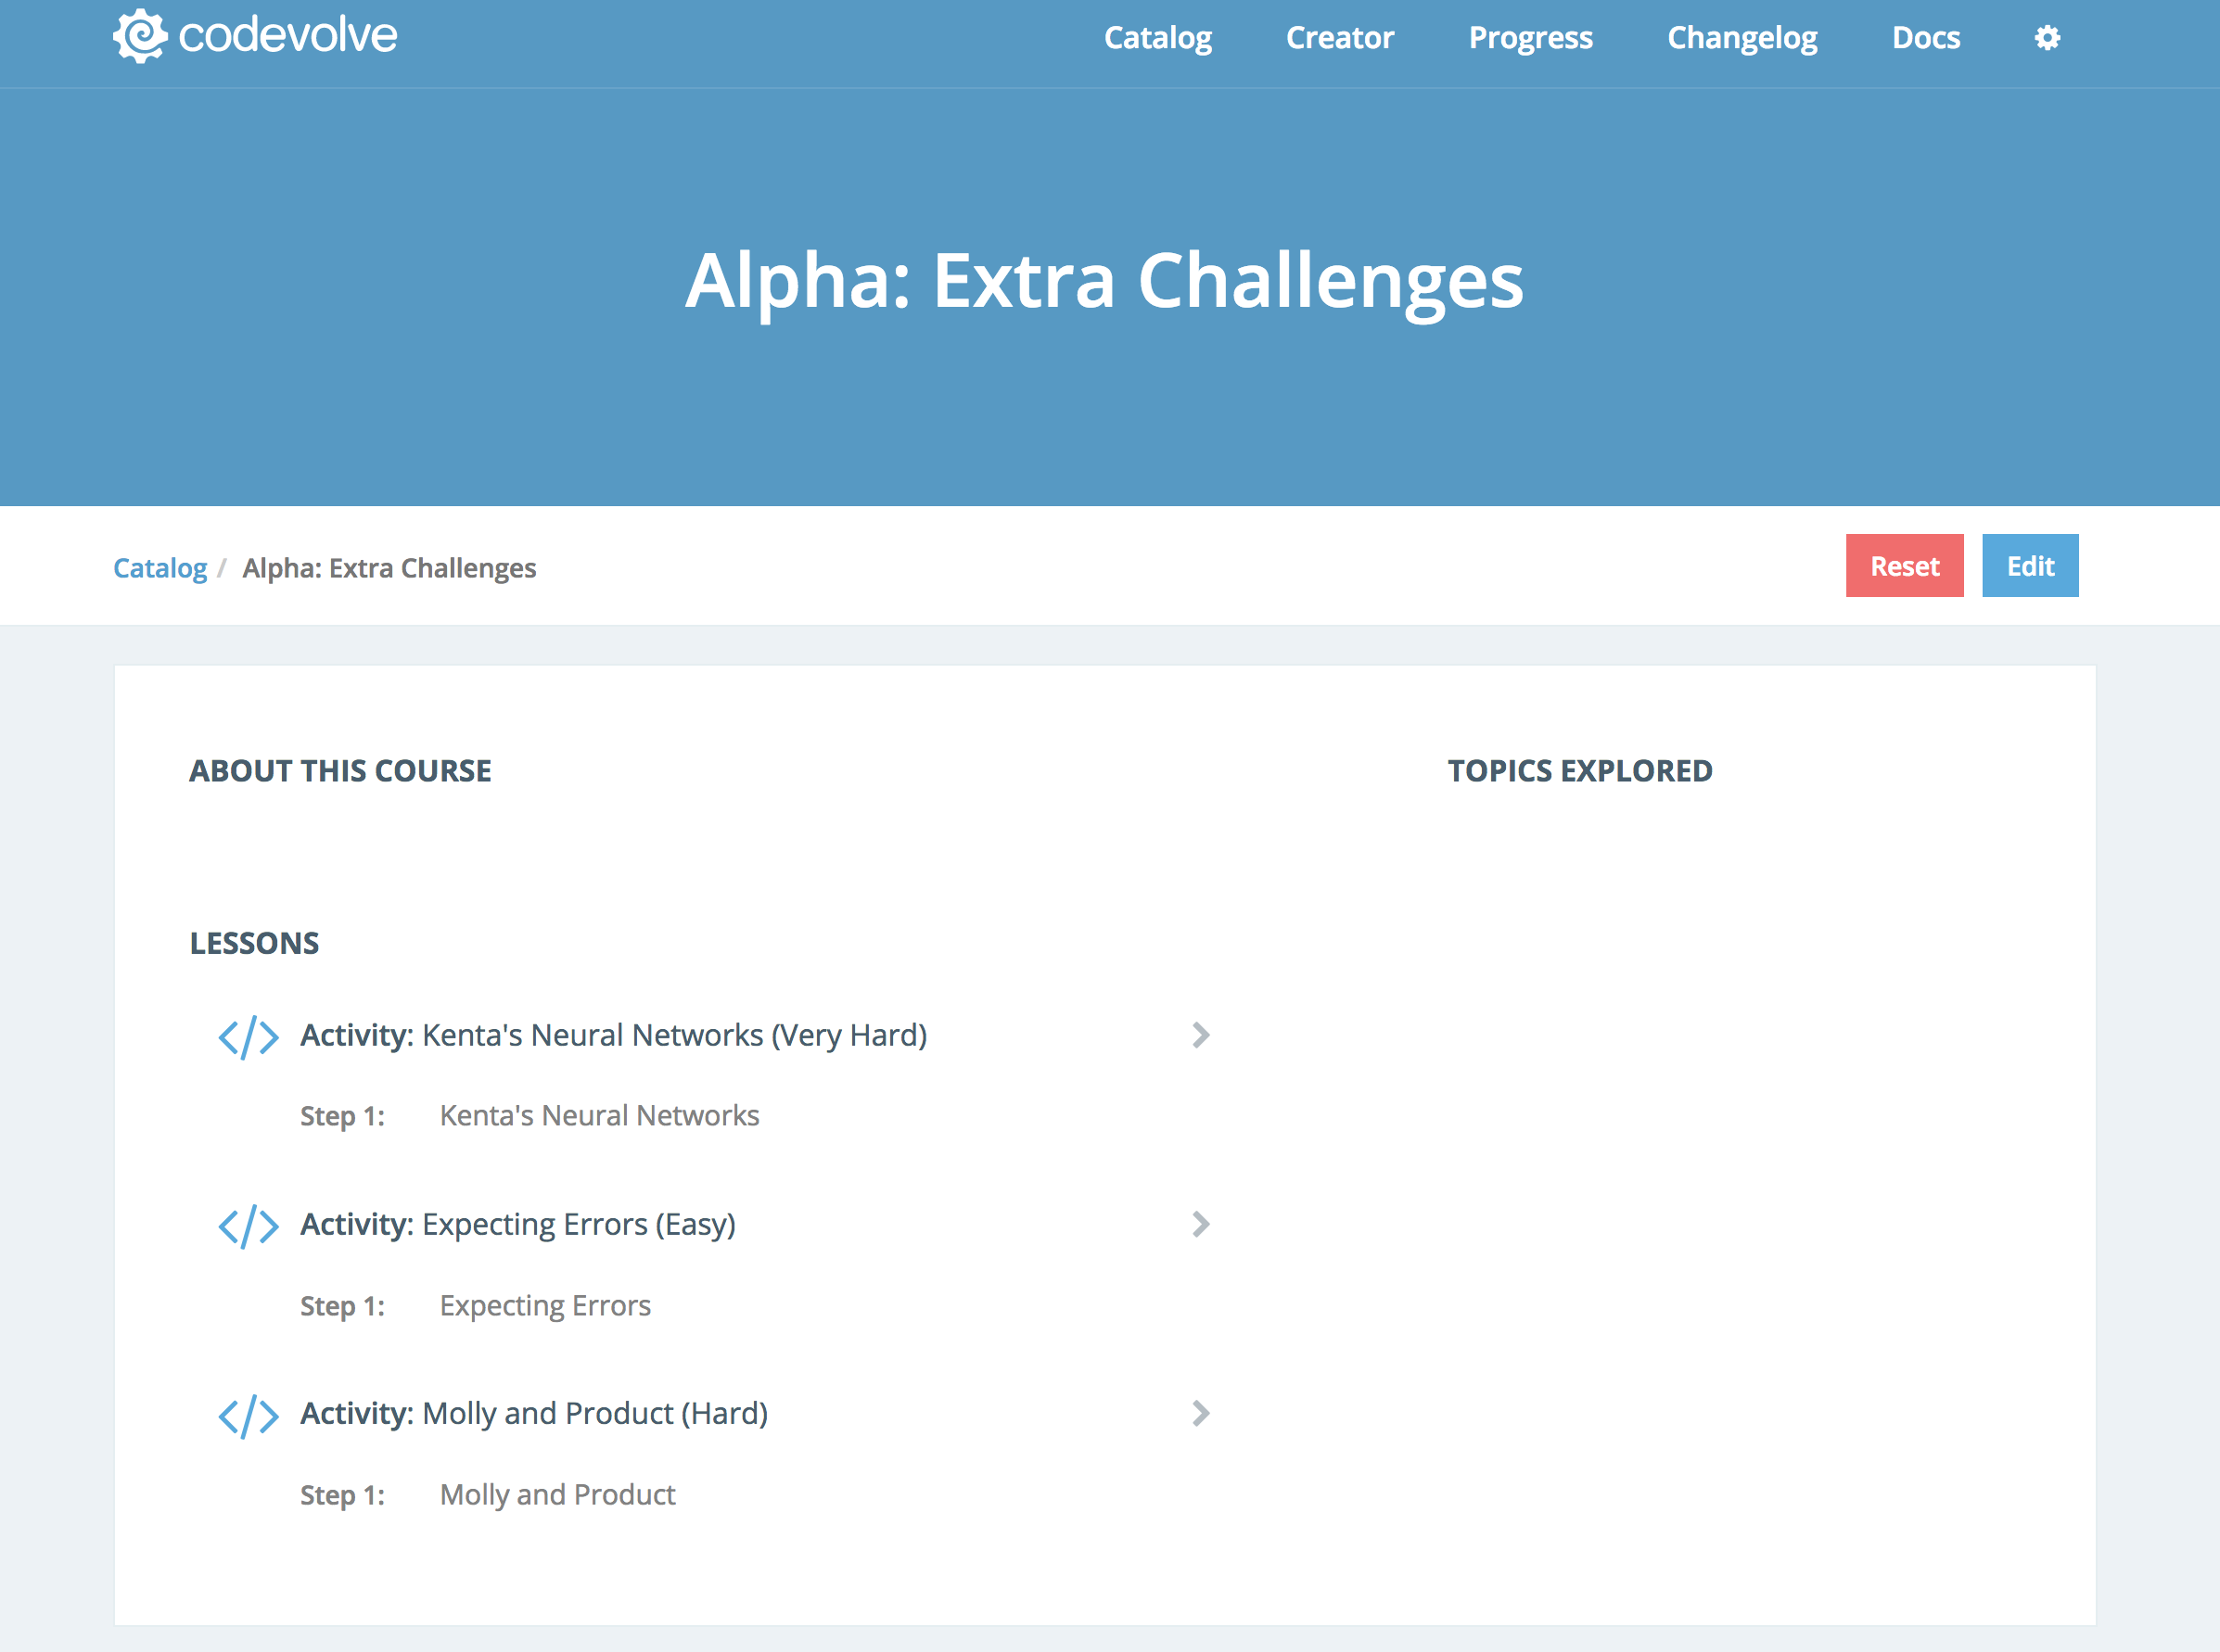 codevolve
Catalog Creator Progress Changelog Docs
Alpha: Extra Challenges
Catalog / Alpha: Extra Challenges
Reset Edit
ABOUT THIS COURSE
TOPICS EXPLORED
LESSONS
</> Activity: Kenta's Neural Networks (Very Hard)
Step 1: Kenta's Neural Networks
</> Activity: Expecting Errors (Easy)
Step 1: Expecting Errors
</> Activity: Molly and Product (Hard)
Step 1: Molly and Product